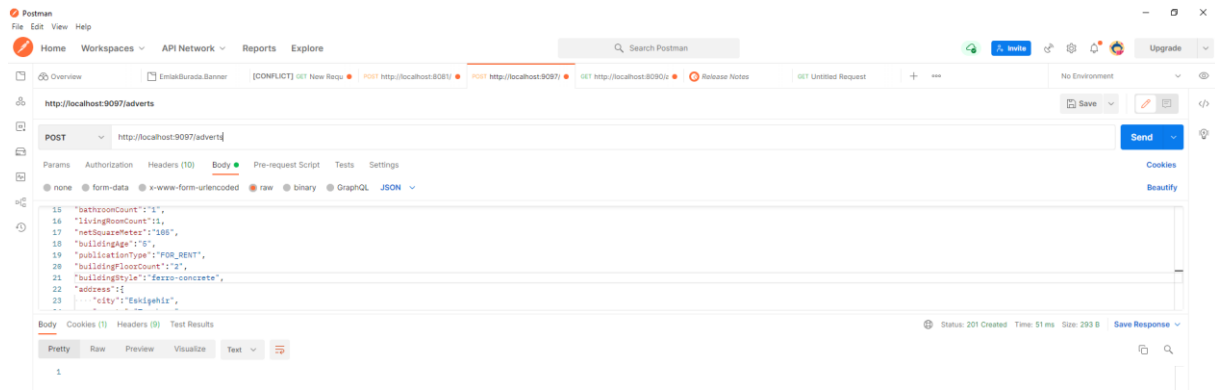 Postman
File Edit View Help
Home Workspaces API Network Reports Explore Search Postman Invite Upgrade
Overview EmlakBurada.Banner [CONFLICT] GET New Requ POST http://localhost:8081/ POST http://localhost:9097/ GET http://localhost:8090/c Release Notes GET Untitled Request No Environment
http://localhost:9097/adverts Save
POST http://localhost:9097/adverts Send
Params Authorization Headers (10) Body Pre-request Script Tests Settings Cookies
none form-data x-www-form-urlencoded raw binary GraphQL JSON Beautify
15 "bathroomCount":"1",
16 "livingRoomCount":1,
17 "netSquareMeter":"105",
18 "buildingAge":"5",
19 "publicationType":"FOR_RENT",
20 "buildingFloorCount":"2",
21 "buildingStyle":"ferro-concrete",
22 "address":{
23 "city":"Eskişehir",
Body Cookies (1) Headers (9) Test Results Status: 201 Created Time: 51 ms Size: 293 B Save Response
Pretty Raw Preview Visualize Text
1